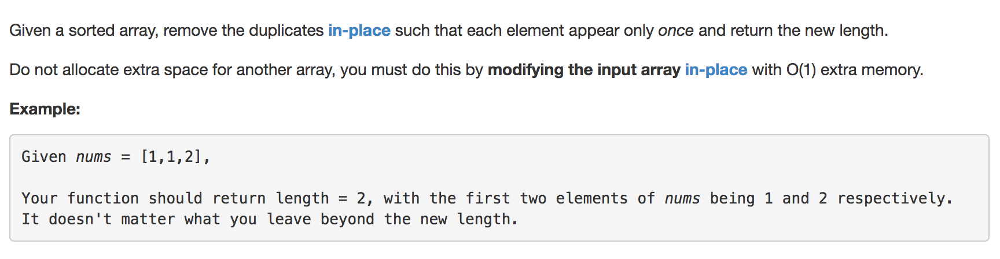 Given a sorted array, remove the duplicates in-place such that each element appear only once and return the new length.
Do not allocate extra space for another array, you must do this by modifying the input array in-place with O(1) extra memory.
Example:
Given nums = [1,1,2],
Your function should return length = 2, with the first two elements of nums being 1 and 2 respectively.
It doesn't matter what you leave beyond the new length.